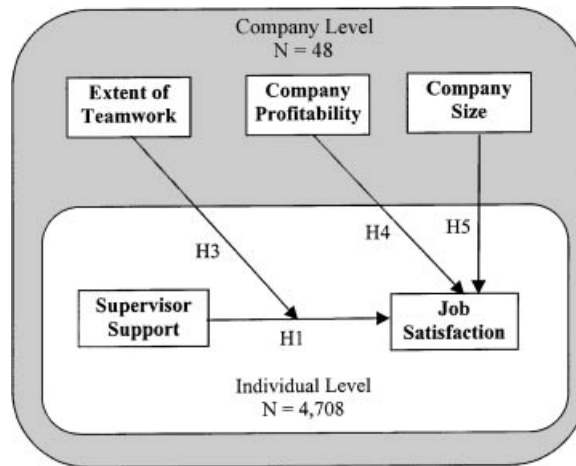 Company Level
N = 48
Extent of
Teamwork
Company
Profitability
Company
Size
H3
H4
H5
Supervisor
Support
H1
Job
Satisfaction
Individual Level
N = 4,708